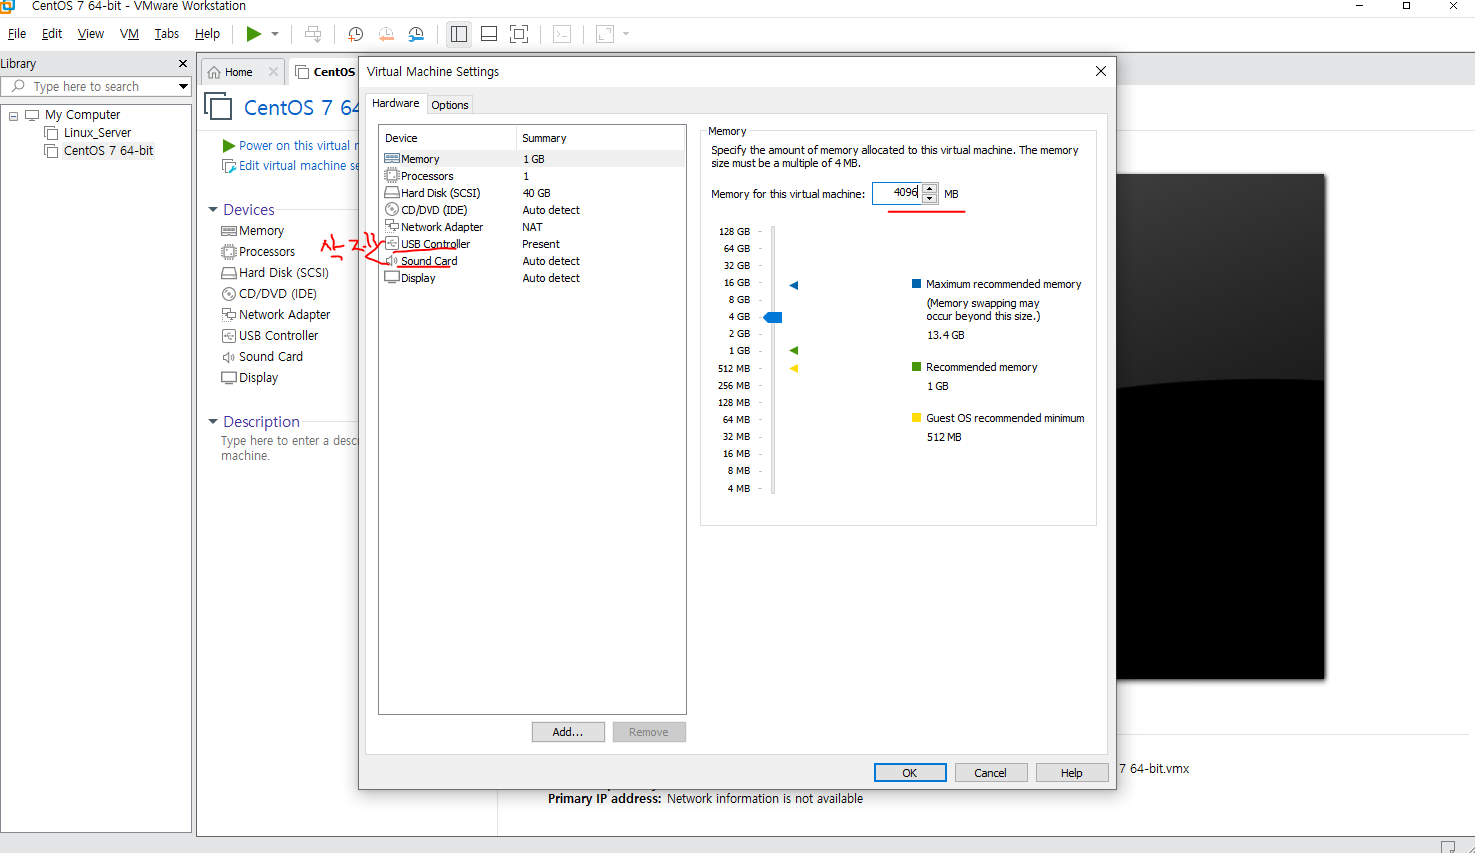 CentOS 7 64-bit - VMware Workstation
File Edit View VM Tabs Help
Library
Type here to search
My Computer
Linux_Server
CentOS 7 64-bit
Home
CentOS
CentOS 7 64
Power on this virtual
Edit virtual machine se
Devices
Memory
Processors
Hard Disk (SCSI)
CD/DVD (IDE)
Network Adapter
USB Controller
Sound Card
Display
Description
Type here to enter a desc
machine.
Virtual Machine Settings
Hardware Options
Device Summary
Memory 1 GB
Processors 1
Hard Disk (SCSI) 40 GB
CD/DVD (IDE) Auto detect
Network Adapter NAT
USB Controller Present
Sound Card Auto detect
Display Auto detect
삭제!!
Add... Remove
Memory
Specify the amount of memory allocated to this virtual machine. The memory
size must be a multiple of 4 MB.
Memory for this virtual machine: 4096 MB
128 GB
64 GB
32 GB
16 GB
8 GB
4 GB
2 GB
1 GB
512 MB
256 MB
128 MB
64 MB
32 MB
16 MB
8 MB
4 MB
Maximum recommended memory
(Memory swapping may
occur beyond this size.)
13.4 GB
Recommended memory
1 GB
Guest OS recommended minimum
512 MB
OK Cancel Help
7 64-bit.vmx
Primary IP address: Network information is not available